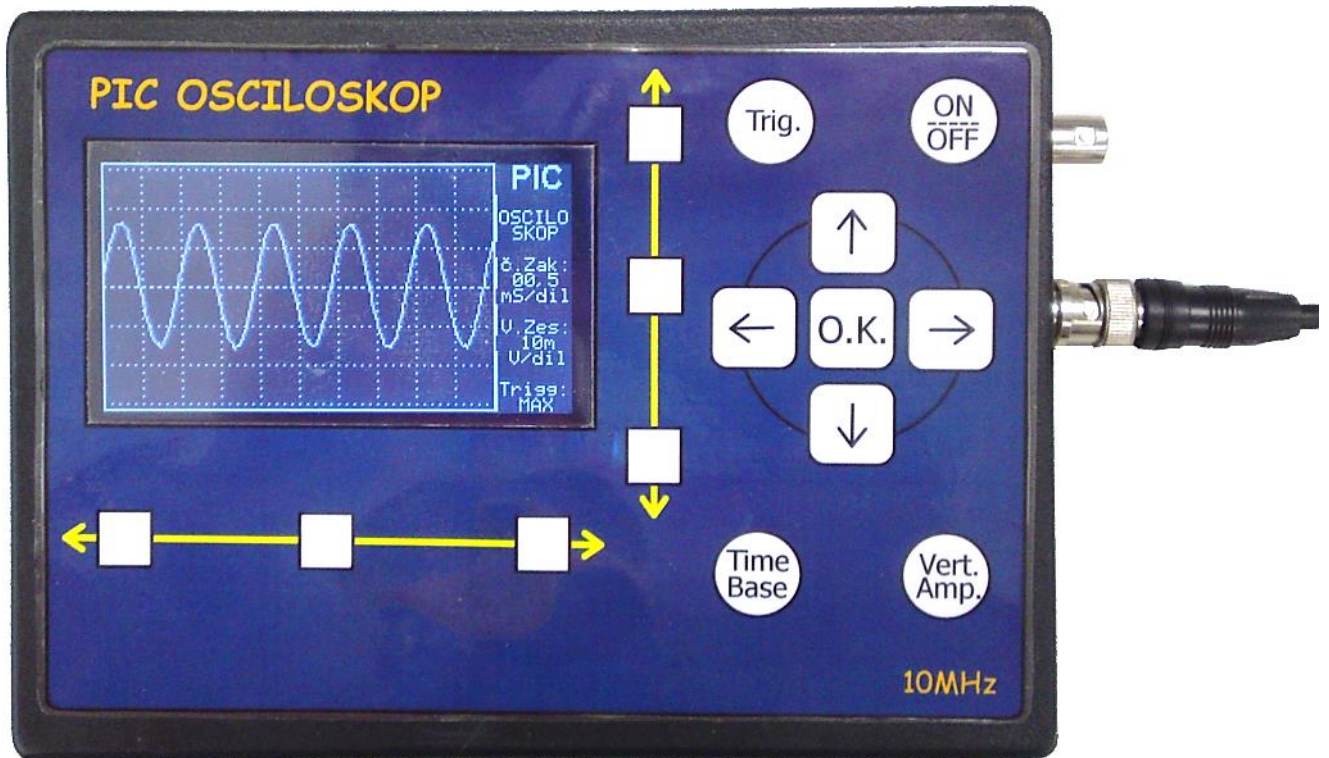 PIC OSCILOSKOP
PIC
OSCILO
SKOP
č.Zak:
00,5
mS/dil
V.Zes:
10m
V/dil
Trigg:
MAX
Trig.
ON
OFF
O.K.
Time
Base
Vert.
Amp.
10MHz